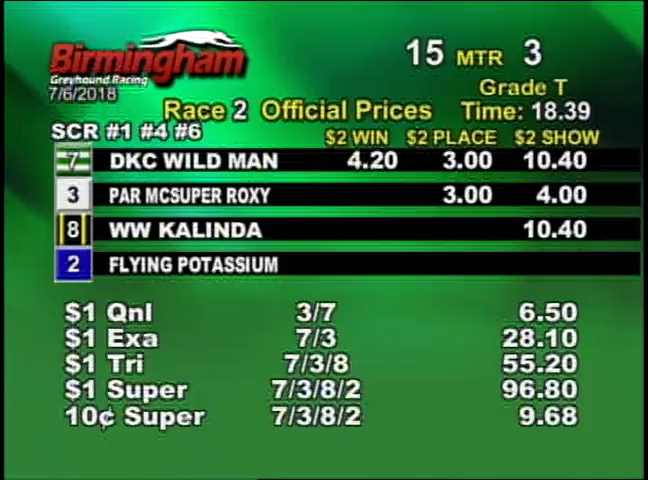 Birmingham
Greyhound Racing
15 MTR 3
7/6/2018
Grade T
Race 2 Official Prices Time: 18.39
SCR #1 #4 #6
$2 WIN $2 PLACE $2 SHOW
7 DKC WILD MAN 4.20 3.00 10.40
3 PAR MCSUPER ROXY 3.00 4.00
8 WW KALINDA 10.40
2 FLYING POTASSIUM
$1 Qnl 3/7 6.50
$1 Exa 7/3 28.10
$1 Tri 7/3/8 55.20
$1 Super 7/3/8/2 96.80
10¢ Super 7/3/8/2 9.68